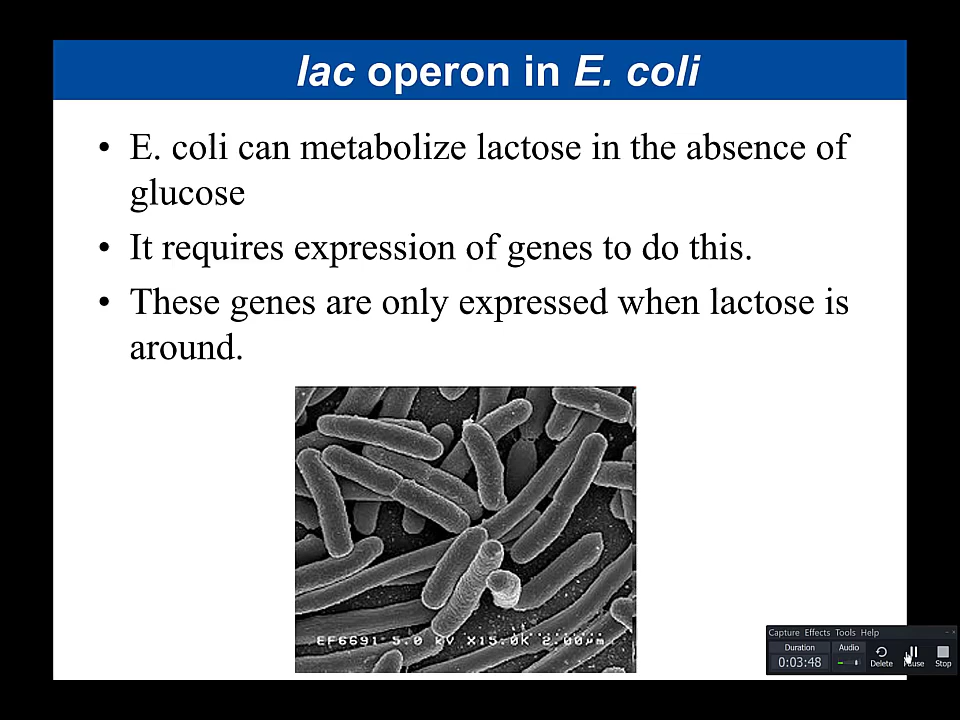 lac operon in E. coli
• E. coli can metabolize lactose in the absence of
glucose
• It requires expression of genes to do this.
• These genes are only expressed when lactose is
around.
EF6691 5.0 kV X15.0K 2.00µm
Capture Effects Tools Help
Duration
Audio
0:03:48
Delete
Pause
Stop